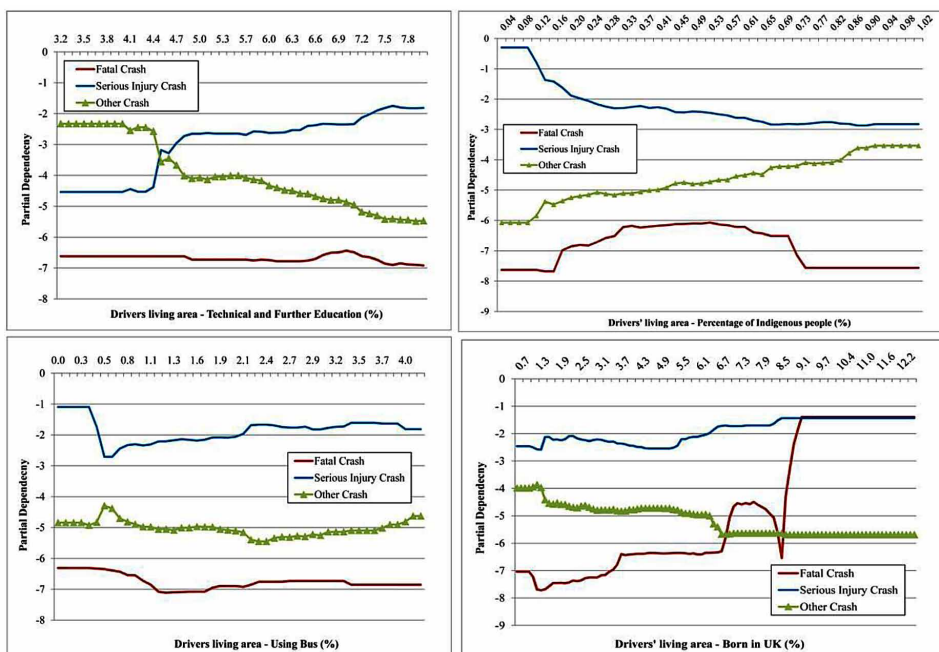 3.2 3.8 4.1 4.4 4.7 5.0 5.3 5.6 6.0 6.3 6.6 6.9 7.2 7.5 7.8
0
-1
-2
-3
-4
-5
-6
-7
-8
Partial Dependecny
Fatal Crash
Serious Injury Crash
Other Crash
Drivers living area - Technical and Further Education (%)
0.04 0.08 0.12 0.16 0.20 0.24 0.28 0.33 0.37 0.41 0.45 0.49 0.53 0.57 0.61 0.65 0.69 0.73 0.77 0.82 0.86 0.90 0.94 0.98 1.02
0
-1
-2
-3
-4
-5
-6
-7
-8
-9
Partial Dependencey
Fatal Crash
Serious Injury Crash
Other Crash
Drivers' living area - Percentage of Indigenous people (%)
0.0 0.3 0.5 0.8 1.1 1.3 1.6 1.9 2.1 2.4 2.7 2.9 3.2 3.5 3.7 4.0
0
-1
-2
-3
-4
-5
-6
-7
-8
Partial Dependecny
Fatal Crash
Serious Injury Crash
Other Crash
Drivers living area - Using Bus (%)
0.7 1.3 1.9 2.5 3.1 3.7 4.3 4.9 5.5 6.1 6.7 7.3 7.9 8.5 9.1 9.7 10.4 11.0 11.6 12.2
0
-1
-2
-3
-4
-5
-6
-7
-8
-9
Partial Dependecny
Fatal Crash
Serious Injury Crash
Other Crash
Drivers' living area - Born in UK (%)